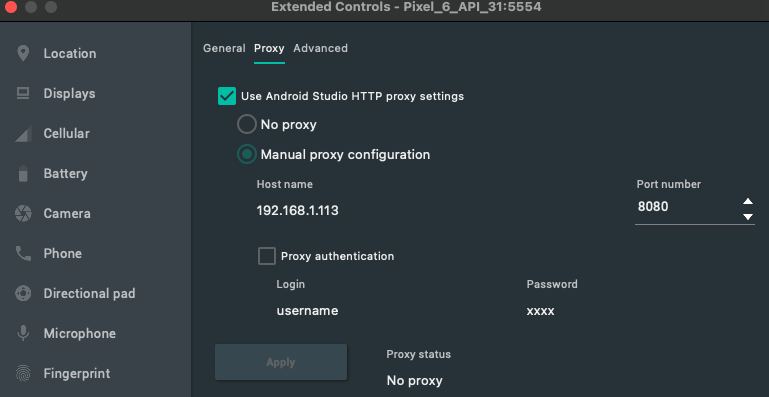 Extended Controls - Pixel_6_API_31:5554
Location
Displays
Cellular
Battery
Camera
Phone
Directional pad
Microphone
Fingerprint
General Proxy Advanced
Use Android Studio HTTP proxy settings
No proxy
Manual proxy configuration
Host name Port number
192.168.1.113 8080
Proxy authentication
Login Password
username xxxx
Apply
Proxy status
No proxy